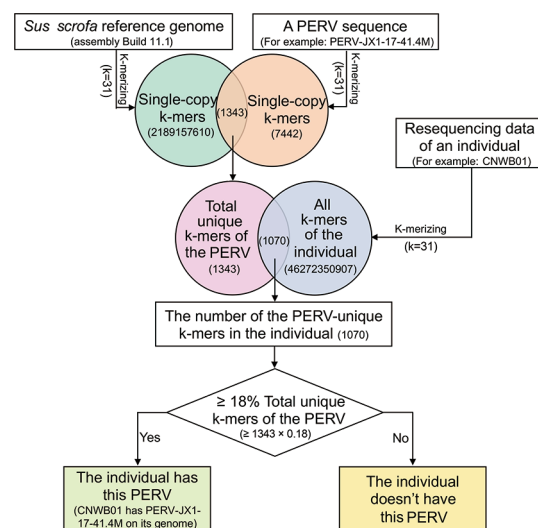 Sus scrofa reference genome
(assembly Build 11.1)
A PERV sequence
(For example: PERV-JX1-17-41.4M)
K-merizing
(k=31)
K-merizing
(k=31)
Single-copy
k-mers
(2189157610)
(1343)
Single-copy
k-mers
(7442)
Resequencing data
of an individual
(For example: CNWB01)
Total
unique
k-mers of
the PERV
(1343)
(1070)
All
k-mers
of the
individual
(46272350907)
K-merizing
(k=31)
The number of the PERV-unique
k-mers in the individual (1070)
≥ 18% Total unique
k-mers of the PERV
(≥ 1343 × 0.18)
Yes
No
The individual has
this PERV
(CNWB01 has PERV-JX1-
17-41.4M on its genome)
The individual
doesn't have
this PERV